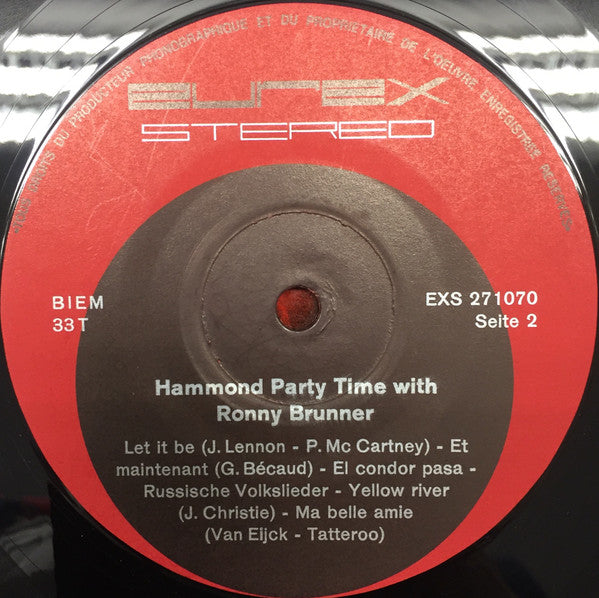 TOUS DROITS DU PRODUCTEUR PHONOGRAPHIQUE ET DU PROPRIETAIRE DE L'OEUVRE ENREGISTREE RESERVES
eurex
STEREO
BIEM
33 T
EXS 271070
Seite 2
Hammond Party Time with
Ronny Brunner
Let it be (J. Lennon - P. Mc Cartney) - Et
maintenant (G. Bécaud) - El condor pasa -
Russische Volkslieder - Yellow river
(J. Christie) - Ma belle amie
(Van Eijck - Tatteroo)